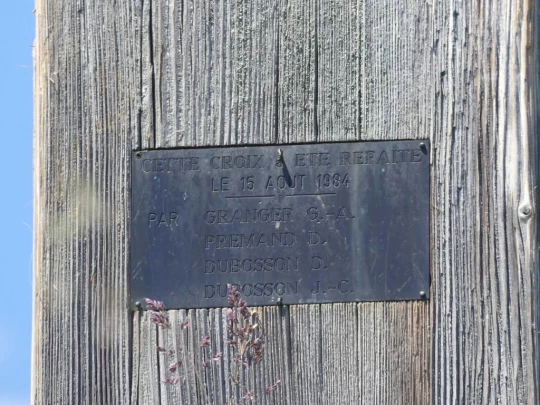 CETTE CROIX A ETE REFAITE
LE 15 AOUT 1984
PAR GRANGER G.-A.
PREMAND D.
DUBOSSON D.
DUBOSSON J.-C.